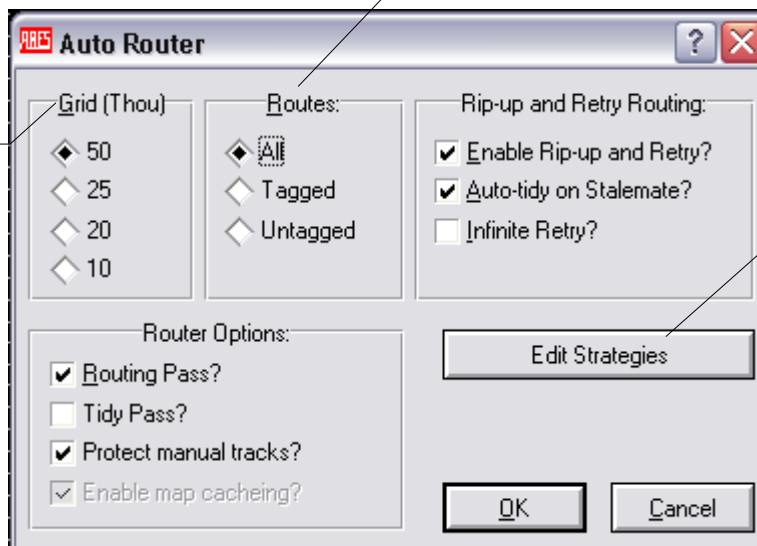 ARES Auto Router
Grid (Thou)
50
25
20
10
Routes:
All
Tagged
Untagged
Rip-up and Retry Routing:
Enable Rip-up and Retry?
Auto-tidy on Stalemate?
Infinite Retry?
Router Options:
Routing Pass?
Tidy Pass?
Protect manual tracks?
Enable map cacheing?
Edit Strategies
OK
Cancel